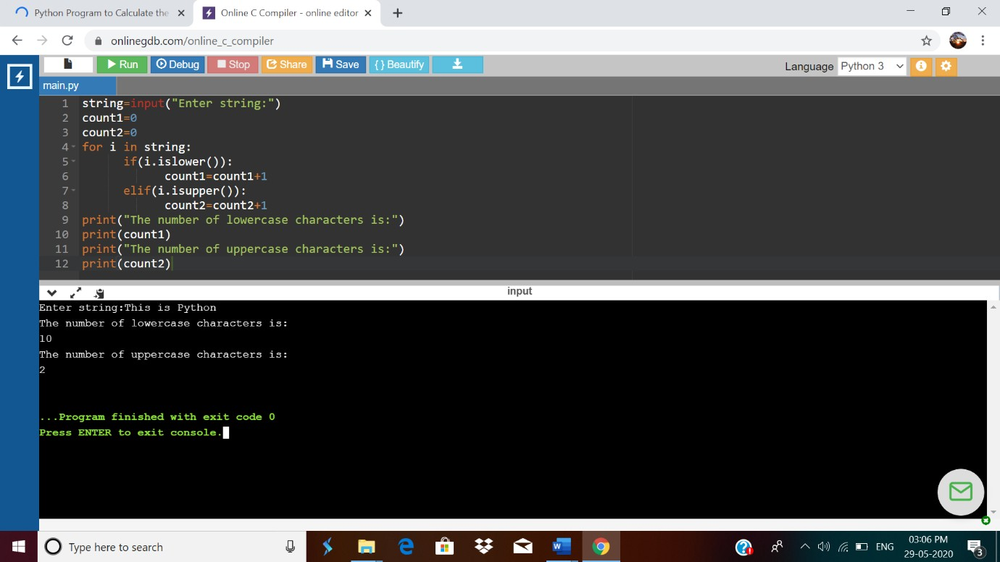 Python Program to Calculate the
Online C Compiler - online editor
onlinegdb.com/online_c_compiler
Run
Debug
Stop
Share
Save
{ } Beautify
Language
Python 3
main.py
1 string=input("Enter string:")
2 count1=0
3 count2=0
4 for i in string:
5 if(i.islower()):
6 count1=count1+1
7 elif(i.isupper()):
8 count2=count2+1
9 print("The number of lowercase characters is:")
10 print(count1)
11 print("The number of uppercase characters is:")
12 print(count2)
input
Enter string:This is Python
The number of lowercase characters is:
10
The number of uppercase characters is:
2
...Program finished with exit code 0
Press ENTER to exit console.
Type here to search
ENG
03:06 PM
29-05-2020
3